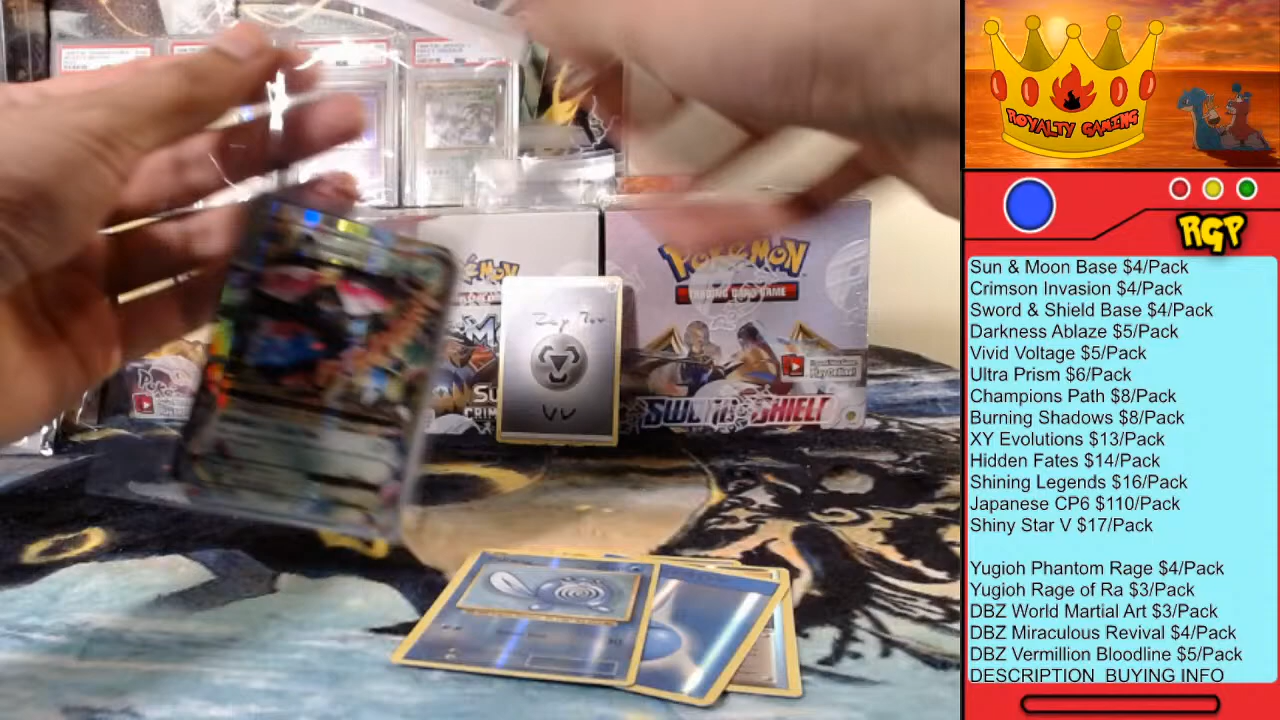 ROYALTY GAMING
RGP
Sun & Moon Base $4/Pack
Crimson Invasion $4/Pack
Sword & Shield Base $4/Pack
Darkness Ablaze $5/Pack
Vivid Voltage $5/Pack
Ultra Prism $6/Pack
Champions Path $8/Pack
Burning Shadows $8/Pack
XY Evolutions $13/Pack
Hidden Fates $14/Pack
Shining Legends $16/Pack
Japanese CP6 $110/Pack
Shiny Star V $17/Pack
Yugioh Phantom Rage $4/Pack
Yugioh Rage of Ra $3/Pack
DBZ World Martial Art $3/Pack
DBZ Miraculous Revival $4/Pack
DBZ Vermillion Bloodline $5/Pack
DESCRIPTION BUYING INFO
POKÉMON
TRADING CARD GAME
SWORD SHIELD
VV